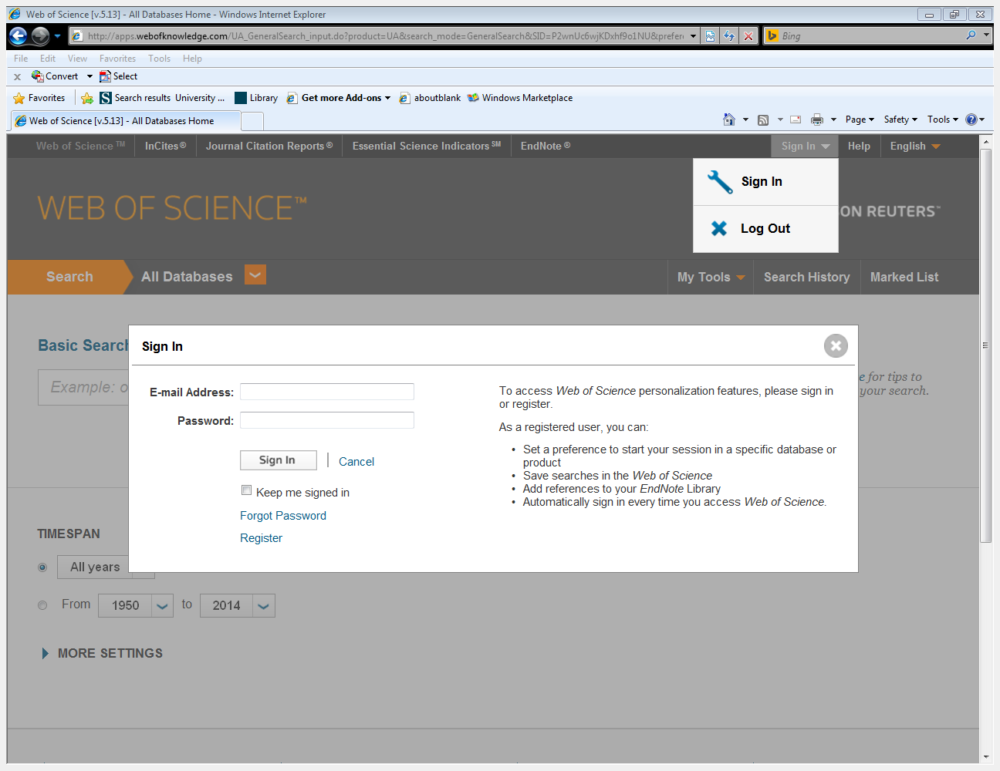 Web of Science [v.5.13] - All Databases Home - Windows Internet Explorer
http://apps.webofknowledge.com/UA_GeneralSearch_input.do?product=UA&search_mode=GeneralSearch&SID=P2wnUc6wjKDxhf9o1NU&prefer
Bing
File Edit View Favorites Tools Help
x Convert Select
Favorites Search results University ... Library Get more Add-ons aboutblank Windows Marketplace
Web of Science [v.5.13] - All Databases Home
Page Safety Tools
Web of Science™ InCites® Journal Citation Reports® Essential Science Indicators℠ EndNote® Sign In Help English
WEB OF SCIENCE™
Sign In
ON REUTERS™
Log Out
Search All Databases My Tools Search History Marked List
Basic Search
Example: o
e for tips to
your search.
Sign In
E-mail Address:
Password:
Sign In | Cancel
Keep me signed in
Forgot Password
Register
To access Web of Science personalization features, please sign in
or register.
As a registered user, you can:
• Set a preference to start your session in a specific database or
product
• Save searches in the Web of Science
• Add references to your EndNote Library
• Automatically sign in every time you access Web of Science.
TIMESPAN
All years
From 1950 to 2014
MORE SETTINGS